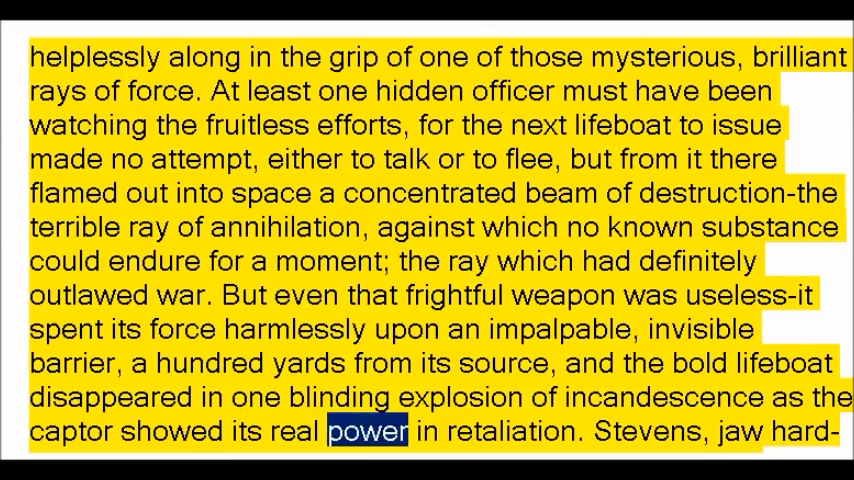 helplessly along in the grip of one of those mysterious, brilliant
rays of force. At least one hidden officer must have been
watching the fruitless efforts, for the next lifeboat to issue
made no attempt, either to talk or to flee, but from it there
flamed out into space a concentrated beam of destruction-the
terrible ray of annihilation, against which no known substance
could endure for a moment; the ray which had definitely
outlawed war. But even that frightful weapon was useless-it
spent its force harmlessly upon an impalpable, invisible
barrier, a hundred yards from its source, and the bold lifeboat
disappeared in one blinding explosion of incandescence as the
captor showed its real power in retaliation. Stevens, jaw hard-